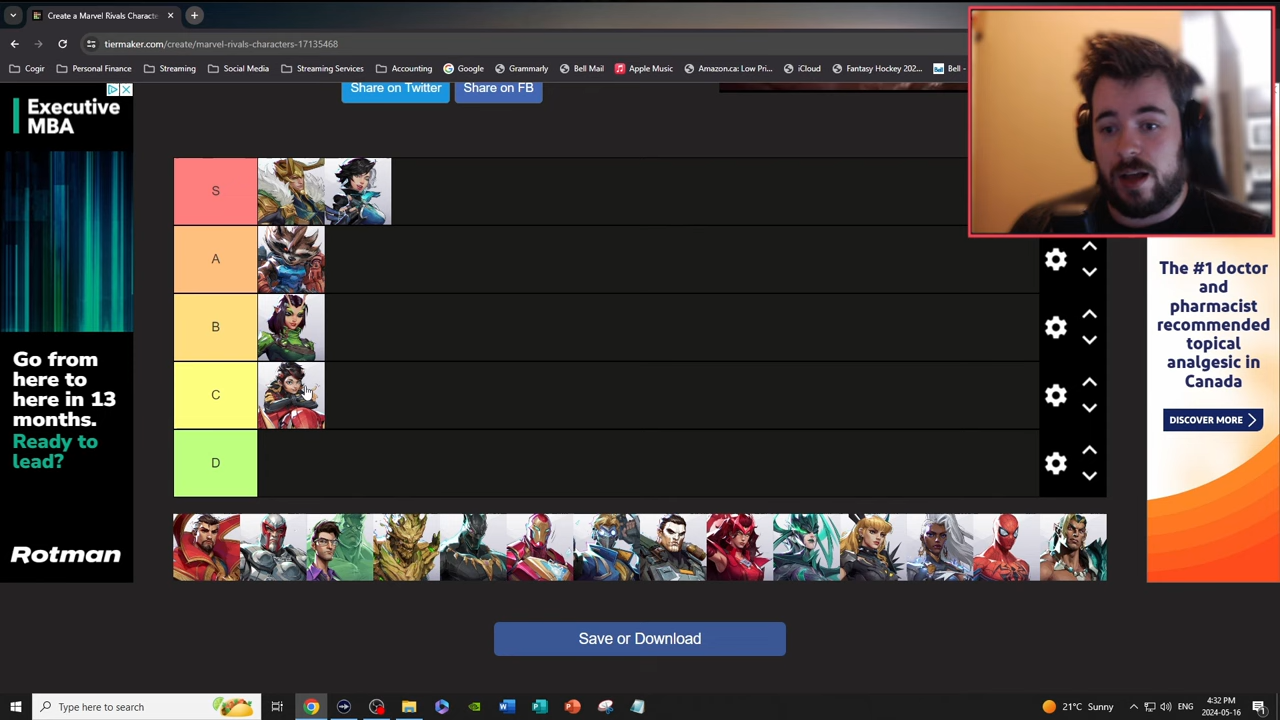 Create a Marvel Rivals Characte
tiermaker.com/create/marvel-rivals-characters-17135468
Cogir
Personal Finance
Streaming
Social Media
Streaming Services
Accounting
Google
Grammarly
Bell Mail
Apple Music
Amazon.ca: Low Pri...
iCloud
Fantasy Hockey 202...
Bell -
Share on Twitter
Share on FB
Executive
MBA
Go from
here to
here in 13
months.
Ready to
lead?
Rotman
S
A
B
C
D
The #1 doctor
and
pharmacist
recommended
topical
analgesic in
Canada
DISCOVER MORE
Save or Download
Type here to search
21°C Sunny
ENG
4:32 PM
2024-05-16